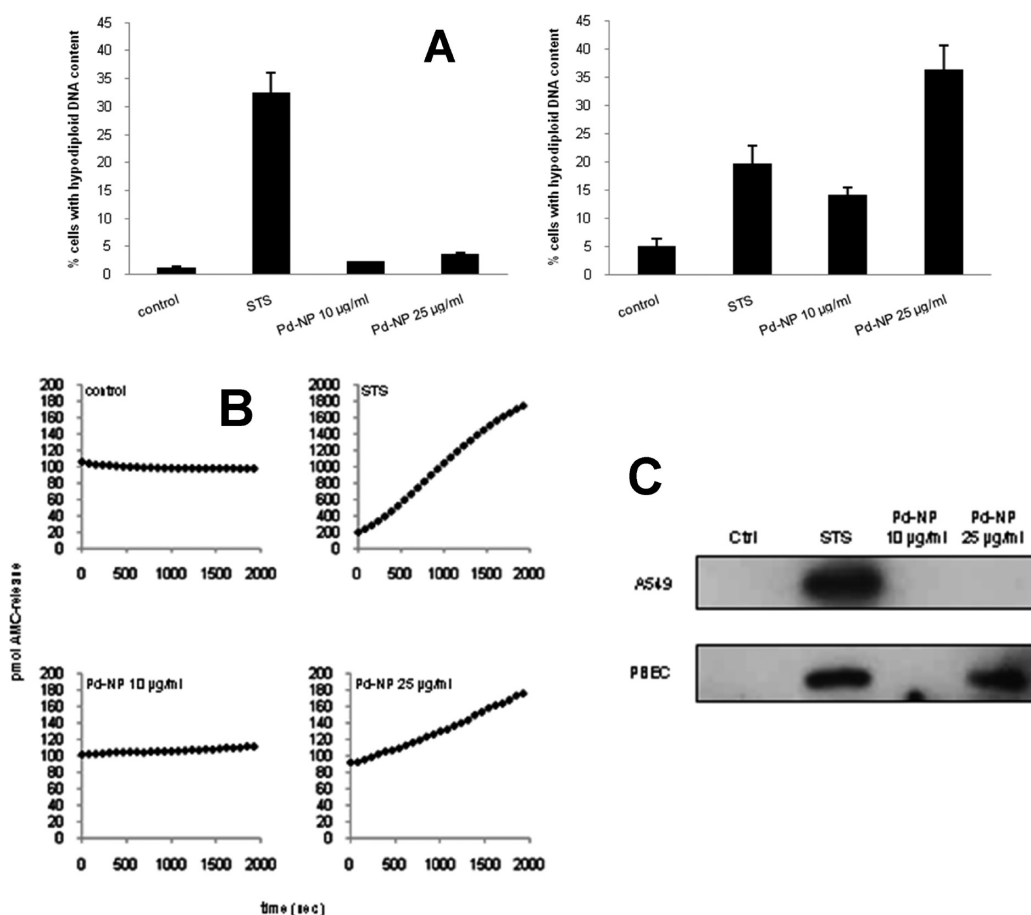 A
% cells with hypodiploid DNA content
45
40
35
30
25
20
15
10
5
0
control
STS
Pd-NP 10 µg/ml
Pd-NP 25 µg/ml
% cells with hypodiploid DNA content
45
40
35
30
25
20
15
10
5
0
control
STS
Pd-NP 10 µg/ml
Pd-NP 25 µg/ml
B
pmol AMC-release
control
200
180
160
140
120
100
80
60
40
20
0
0 500 1000 1500 2000
STS
2000
1800
1600
1400
1200
1000
800
600
400
200
0
0 500 1000 1500 2000
Pd-NP 10 µg/ml
200
180
160
140
120
100
80
60
40
20
0
0 500 1000 1500 2000
Pd-NP 25 µg/ml
200
180
160
140
120
100
80
60
40
20
0
0 500 1000 1500 2000
time (sec)
C
Ctrl STS Pd-NP 10 µg/ml Pd-NP 25 µg/ml
A549
PBEC